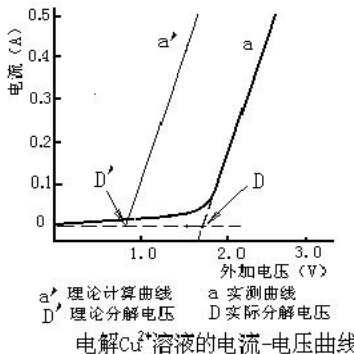 电流(A)
0.5
0.4
0.3
0.2
0.1
0
a′
a
D′
D
1.0
2.0
3.0
外加电压(V)
a′ 理论计算曲线 a 实测曲线
D′ 理论分解电压 D 实际分解电压
电解Cu²⁺溶液的电流-电压曲线